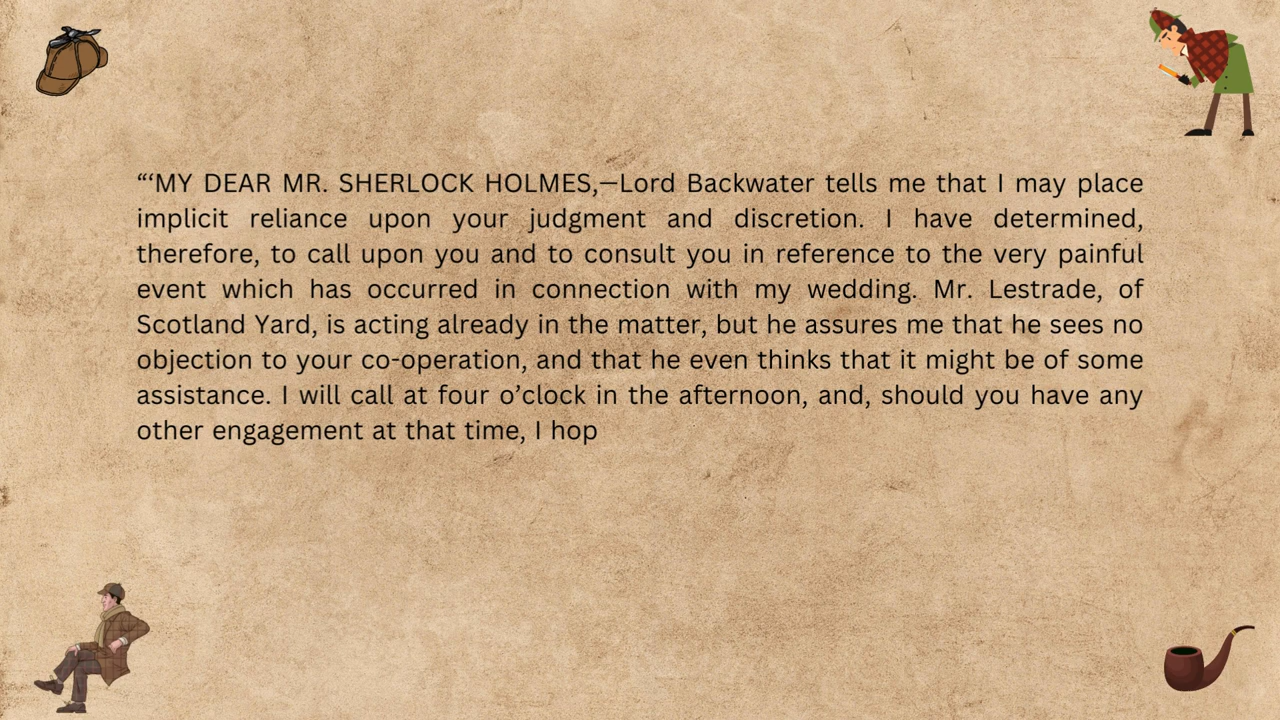 “‘MY DEAR MR. SHERLOCK HOLMES,—Lord Backwater tells me that I may place
implicit reliance upon your judgment and discretion. I have determined,
therefore, to call upon you and to consult you in reference to the very painful
event which has occurred in connection with my wedding. Mr. Lestrade, of
Scotland Yard, is acting already in the matter, but he assures me that he sees no
objection to your co-operation, and that he even thinks that it might be of some
assistance. I will call at four o’clock in the afternoon, and, should you have any
other engagement at that time, I hop